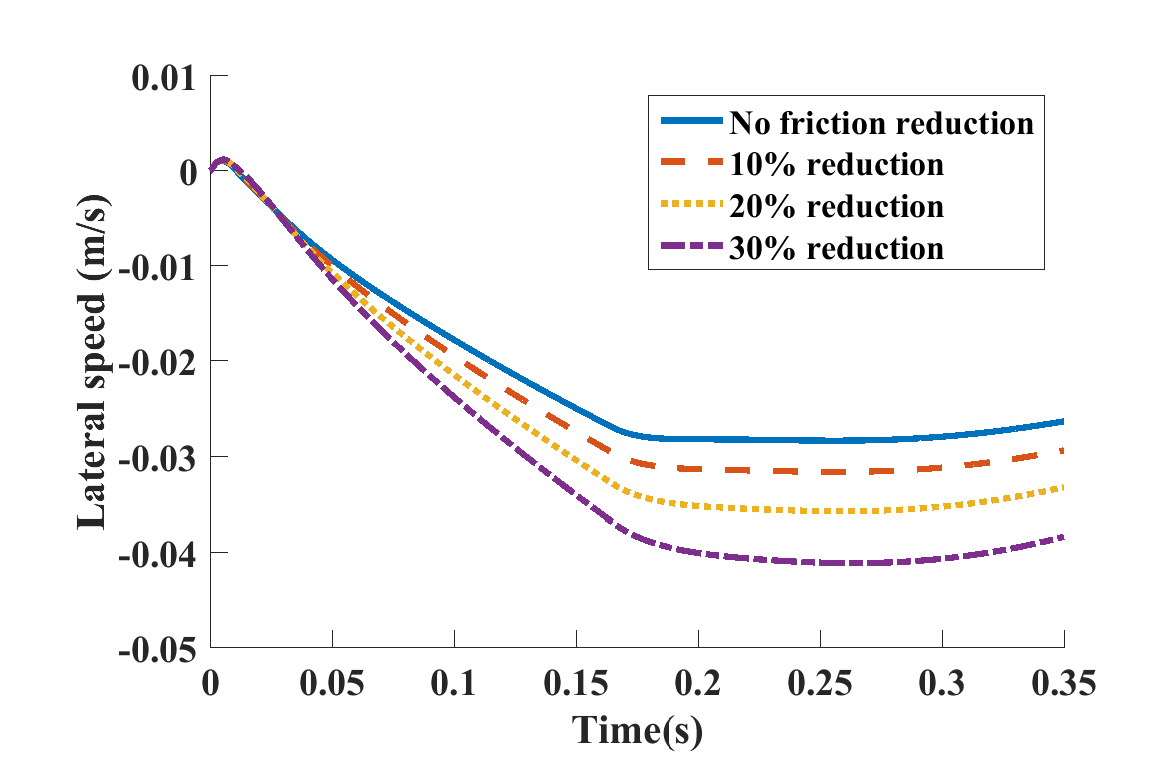 0.01
0
-0.01
-0.02
-0.03
-0.04
-0.05
Lateral speed (m/s)
No friction reduction
10% reduction
20% reduction
30% reduction
0 0.05 0.1 0.15 0.2 0.25 0.3 0.35
Time(s)